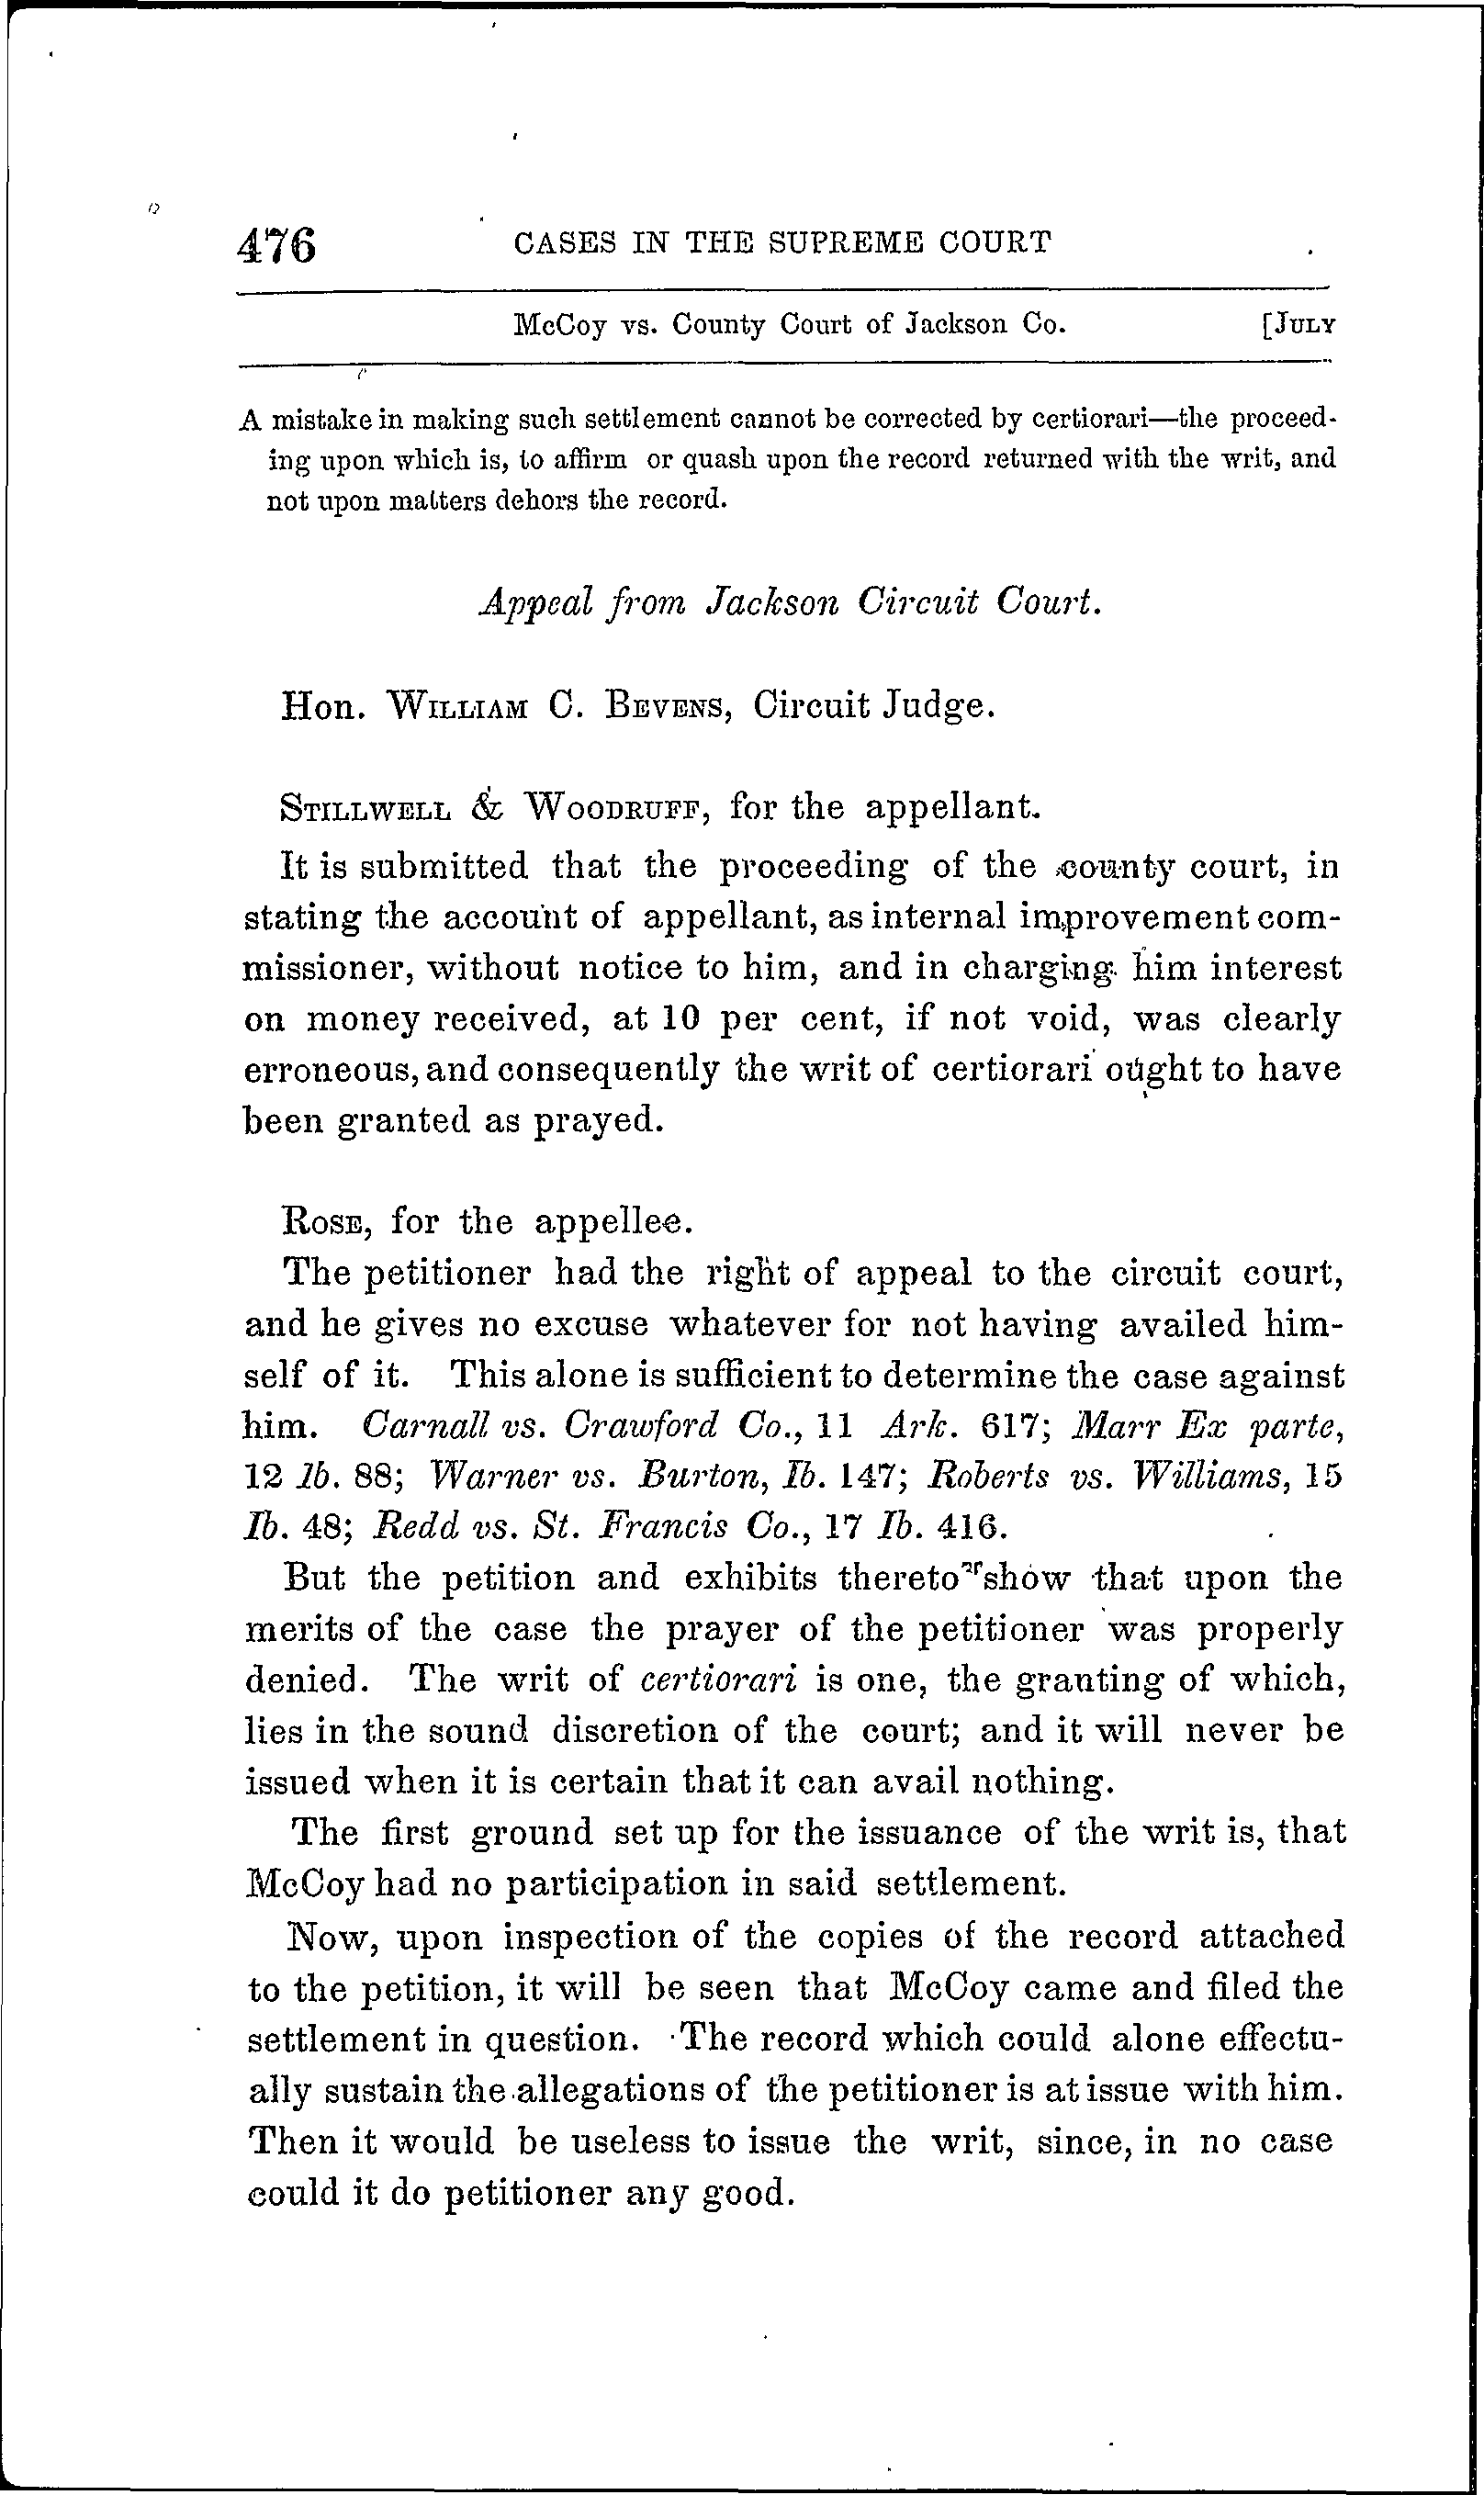 476 CASES IN THE SUPREME COURT
McCoy vs. County Court of Jackson Co. [JULY
A mistake in making such settlement cannot be corrected by certiorari—the proceed-
ing upon which is, to affirm or quash upon the record returned with the writ, and
not upon matters dehors the record.
Appeal from Jackson Circuit Court.
Hon. WILLIAM C. BEVENS, Circuit Judge.
STILLWELL & WOODRUFF, for the appellant.
It is submitted that the proceeding of the county court, in
stating the account of appellant, as internal improvement com-
missioner, without notice to him, and in charging him interest
on money received, at 10 per cent, if not void, was clearly
erroneous, and consequently the writ of certiorari ought to have
been granted as prayed.
ROSE, for the appellee.
The petitioner had the right of appeal to the circuit court,
and he gives no excuse whatever for not having availed him-
self of it. This alone is sufficient to determine the case against
him. Carnall vs. Crawford Co., 11 Ark. 617; Marr Ex parte,
12 Ib. 88; Warner vs. Burton, Ib. 147; Roberts vs. Williams, 15
Ib. 48; Redd vs. St. Francis Co., 17 Ib. 416.
But the petition and exhibits thereto show that upon the
merits of the case the prayer of the petitioner was properly
denied. The writ of certiorari is one, the granting of which,
lies in the sound discretion of the court; and it will never be
issued when it is certain that it can avail nothing.
The first ground set up for the issuance of the writ is, that
McCoy had no participation in said settlement.
Now, upon inspection of the copies of the record attached
to the petition, it will be seen that McCoy came and filed the
settlement in question. The record which could alone effectu-
ally sustain the allegations of the petitioner is at issue with him.
Then it would be useless to issue the writ, since, in no case
could it do petitioner any good.